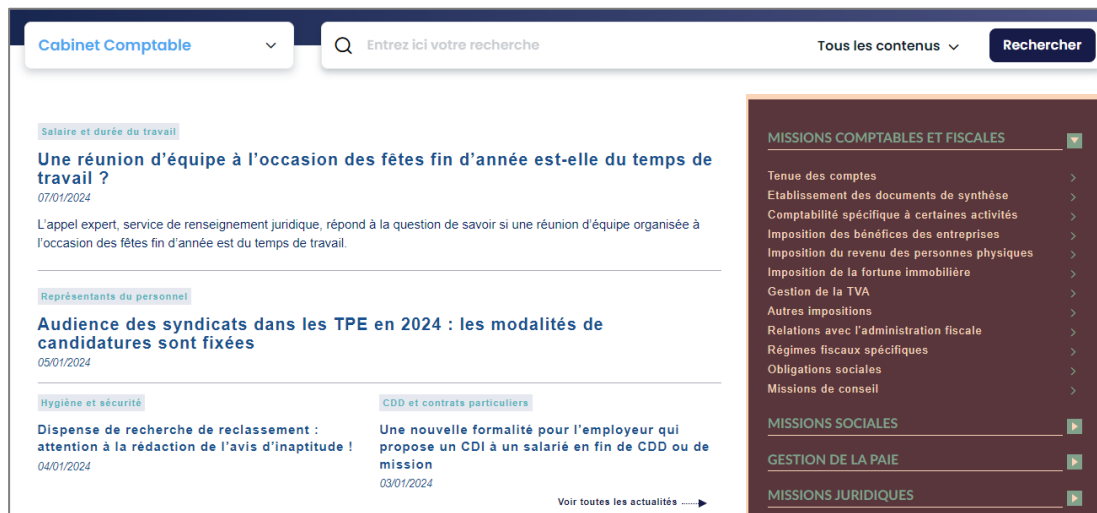 Cabinet Comptable
Entrez ici votre recherche
Tous les contenus
Rechercher
Salaire et durée du travail
Une réunion d’équipe à l’occasion des fêtes fin d’année est-elle du temps de
travail ?
07/01/2024
L’appel expert, service de renseignement juridique, répond à la question de savoir si une réunion d’équipe organisée à
l’occasion des fêtes fin d’année est du temps de travail.
Représentants du personnel
Audience des syndicats dans les TPE en 2024 : les modalités de
candidatures sont fixées
05/01/2024
Hygiène et sécurité
Dispense de recherche de reclassement :
attention à la rédaction de l’avis d’inaptitude !
04/01/2024
CDD et contrats particuliers
Une nouvelle formalité pour l’employeur qui
propose un CDI à un salarié en fin de CDD ou de
mission
03/01/2024
Voir toutes les actualités
MISSIONS COMPTABLES ET FISCALES
Tenue des comptes
Etablissement des documents de synthèse
Comptabilité spécifique à certaines activités
Imposition des bénéfices des entreprises
Imposition du revenu des personnes physiques
Imposition de la fortune immobilière
Gestion de la TVA
Autres impositions
Relations avec l'administration fiscale
Régimes fiscaux spécifiques
Obligations sociales
Missions de conseil
MISSIONS SOCIALES
GESTION DE LA PAIE
MISSIONS JURIDIQUES